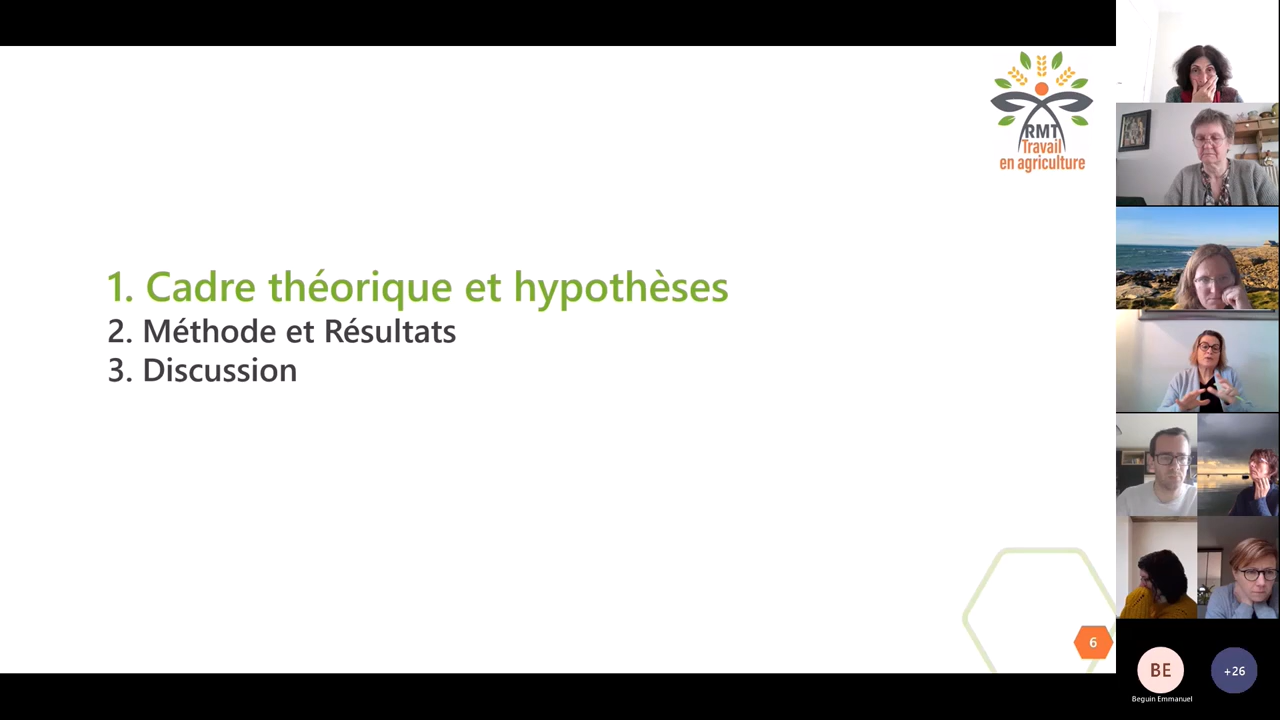 RMT
Travail
en agriculture
1. Cadre théorique et hypothèses
2. Méthode et Résultats
3. Discussion
6
BE
+26
Beguin Emmanuel